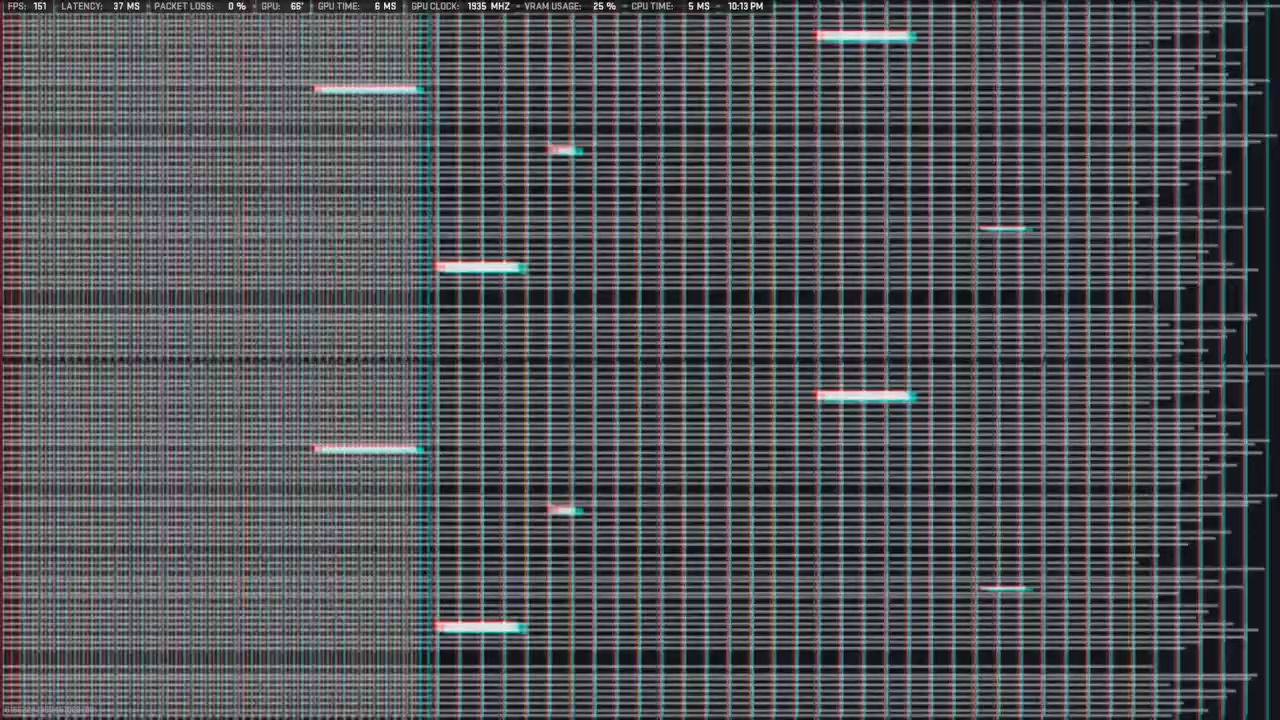 FPS: 151 LATENCY: 37 MS PACKET LOSS: 0 % GPU: 65° GPU TIME: 6 MS GPU CLOCK: 1935 MHZ VRAM USAGE: 25 % CPU TIME: 5 MS 10:13 PM